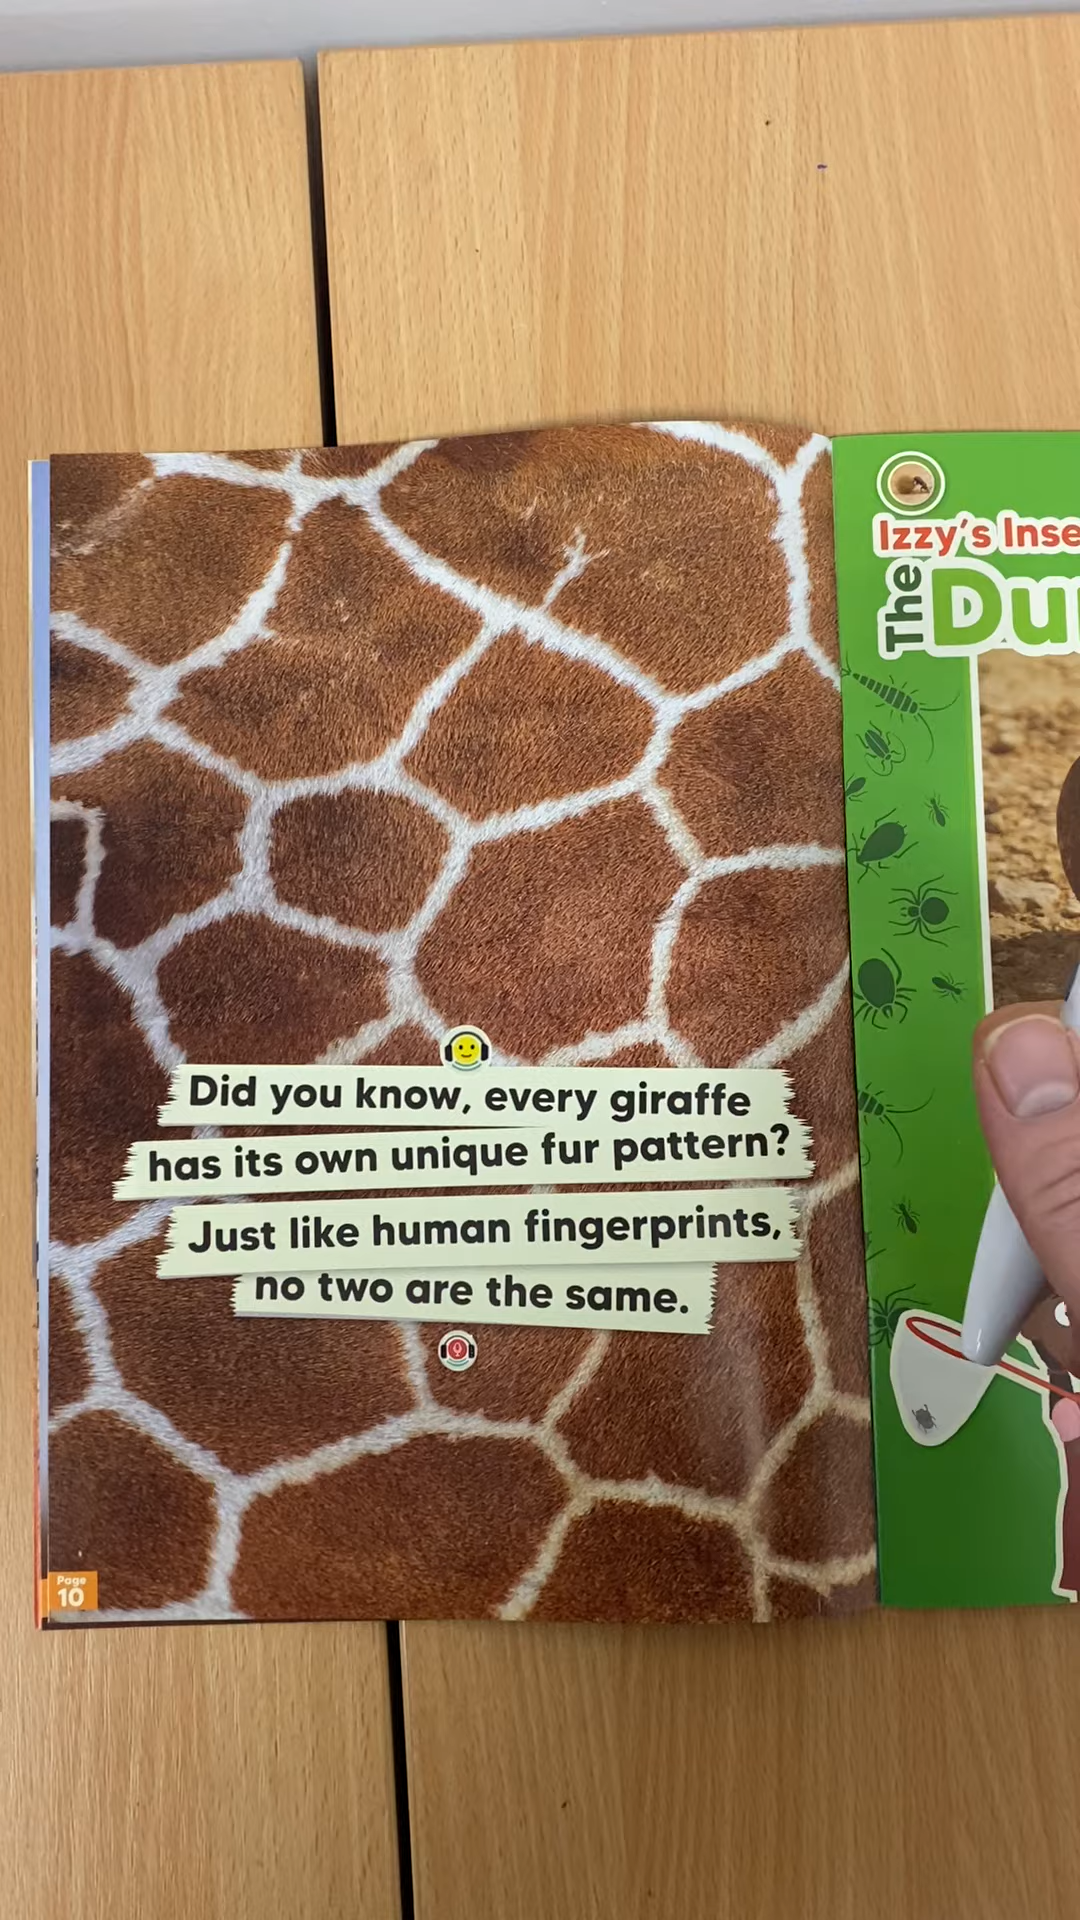 Did you know, every giraffe
has its own unique fur pattern?
Just like human fingerprints,
no two are the same.
Page
10
Izzy's
The